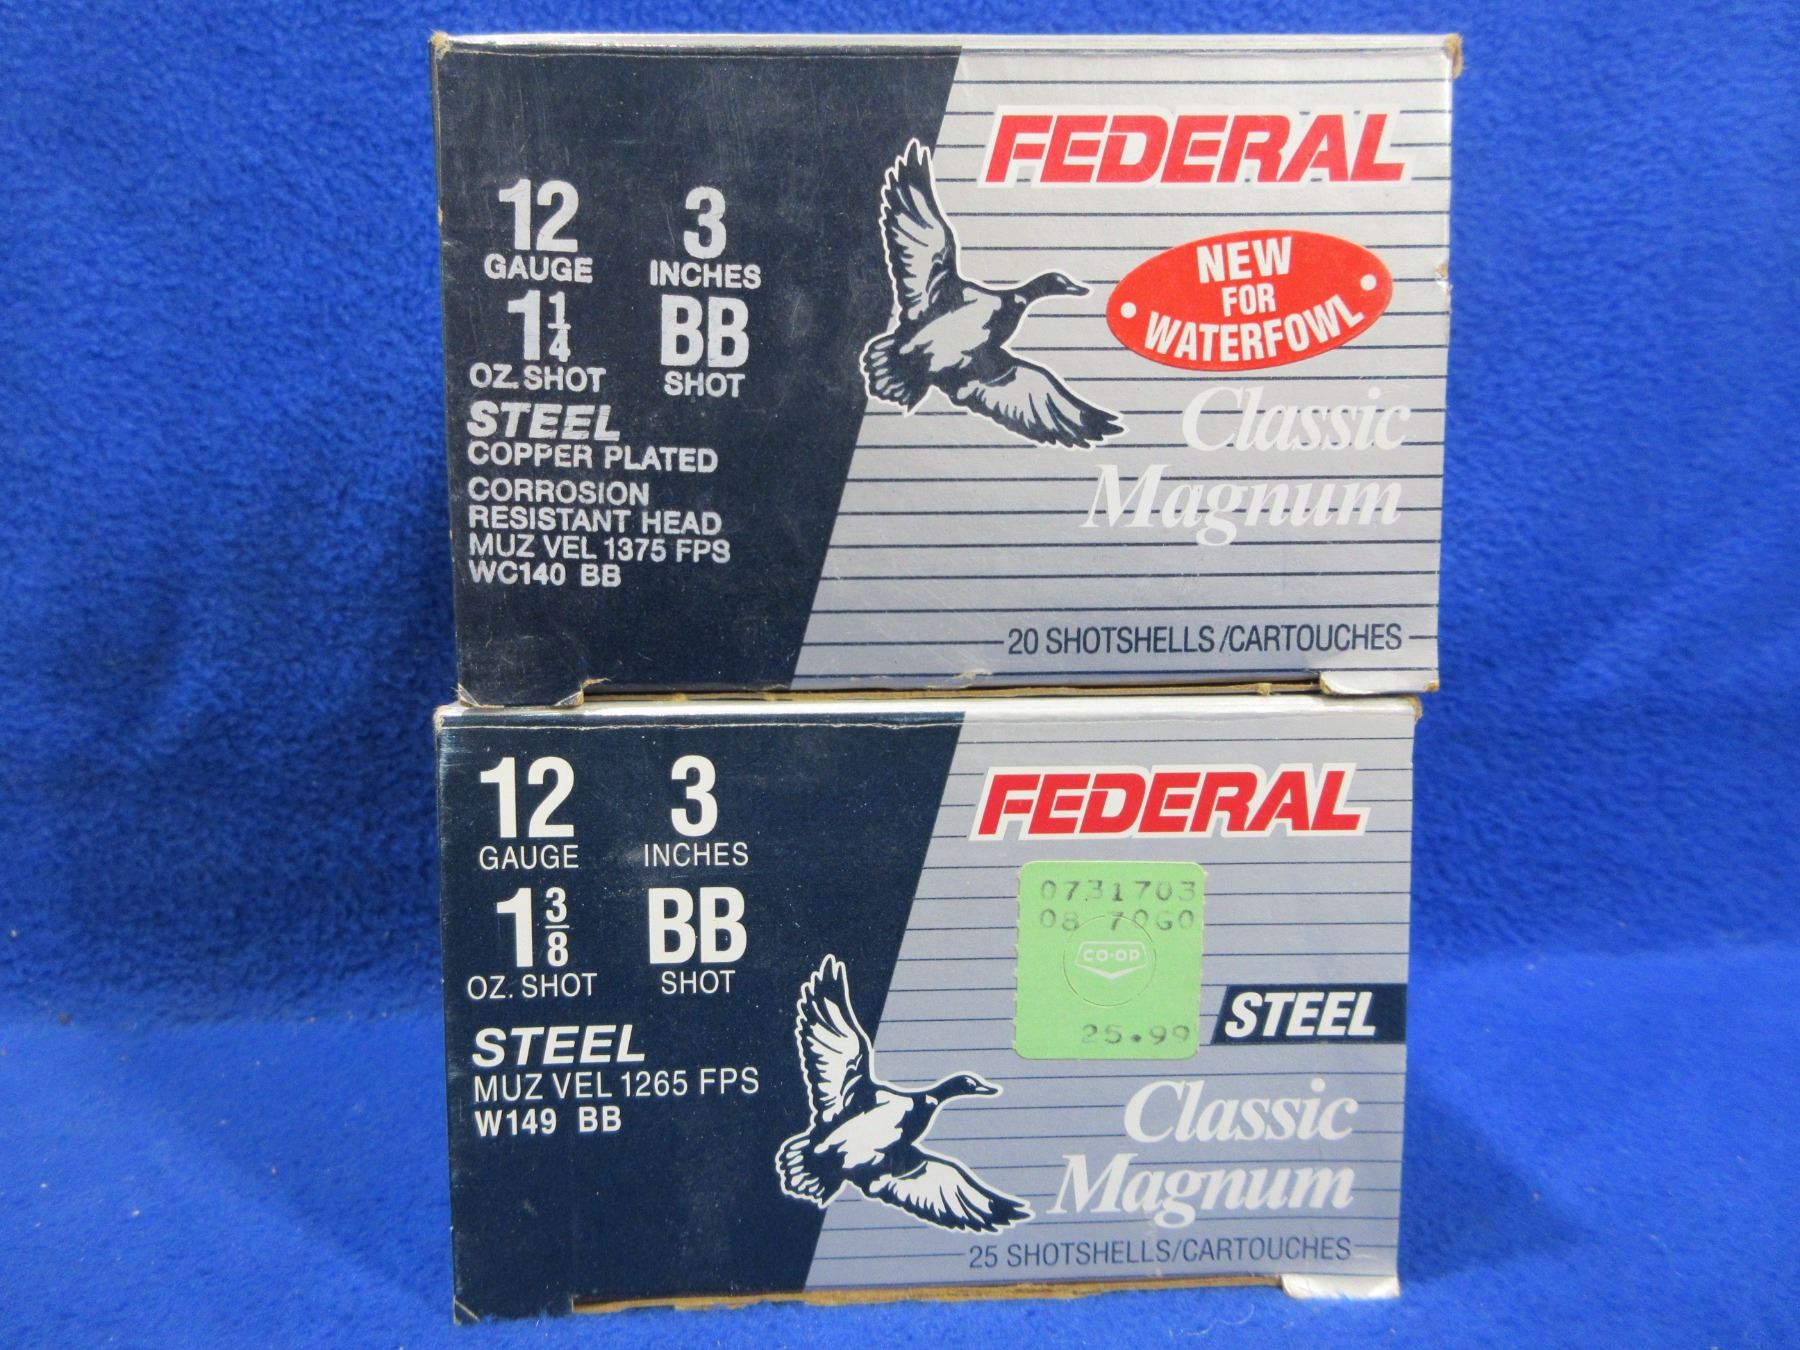 FEDERAL
12 3
GAUGE INCHES
1 1/4 BB
OZ. SHOT SHOT
STEEL
COPPER PLATED
CORROSION
RESISTANT HEAD
MUZ VEL 1375 FPS
WC140 BB
NEW
FOR
WATERFOWL
Classic
Magnum
20 SHOTSHELLS/CARTOUCHES
FEDERAL
12 3
GAUGE INCHES
1 3/8 BB
OZ. SHOT SHOT
STEEL
MUZ VEL 1265 FPS
W149 BB
0731703
08 70GO
CO-OP
25.99
STEEL
Classic
Magnum
25 SHOTSHELLS/CARTOUCHES